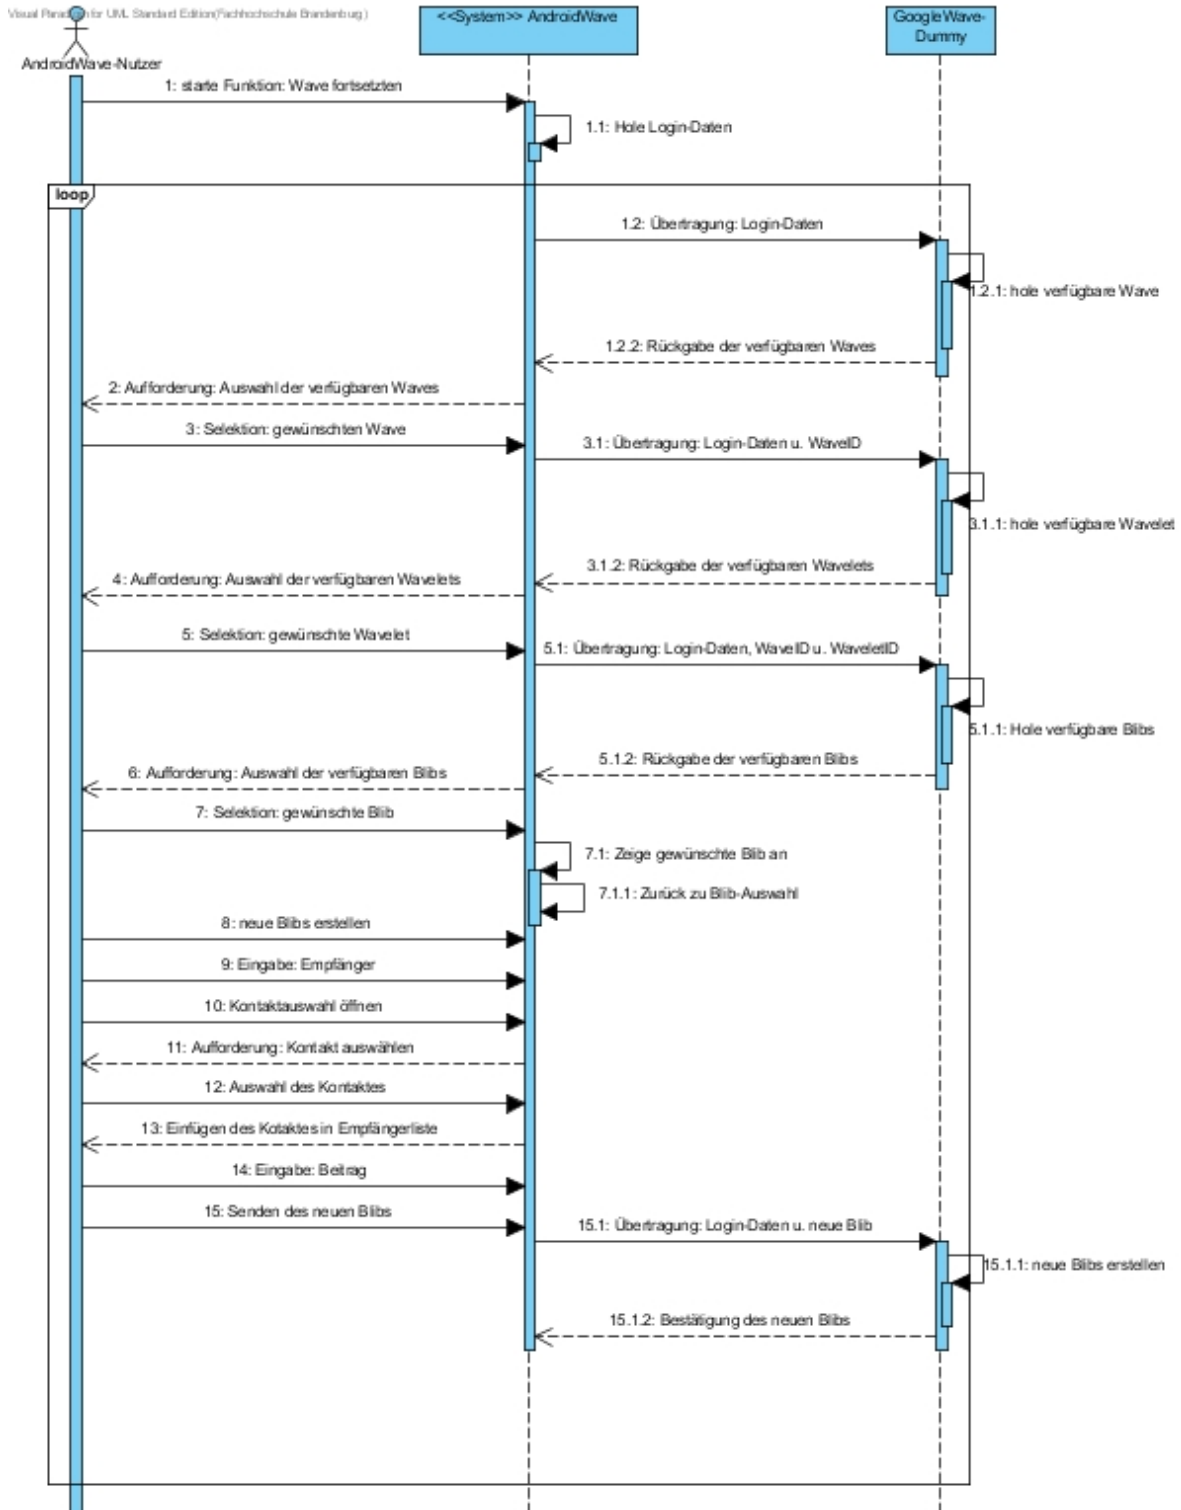 Visual Paradigm for UML Standard Edition(Fachhochschule Brandenburg)
<<System>> AndroidWave
GoogleWave-
Dummy
AndroidWave-Nutzer
1: starte Funktion: Wave fortsetzten
1.1: Hole Login-Daten
loop
1.2: Übertragung: Login-Daten
1.2.1: hole verfügbare Wave
1.2.2: Rückgabe der verfügbaren Waves
2: Aufforderung: Auswahl der verfügbaren Waves
3: Selektion: gewünschten Wave
3.1: Übertragung: Login-Daten u. WaveID
3.1.1: hole verfügbare Wavelet
3.1.2: Rückgabe der verfügbaren Wavelets
4: Aufforderung: Auswahl der verfügbaren Wavelets
5: Selektion: gewünschte Wavelet
5.1: Übertragung: Login-Daten, WaveID u. WaveletID
5.1.1: Hole verfügbare Blibs
5.1.2: Rückgabe der verfügbaren Blibs
6: Aufforderung: Auswahl der verfügbaren Blibs
7: Selektion: gewünschte Blib
7.1: Zeige gewünschte Blib an
7.1.1: Zurück zu Blib-Auswahl
8: neue Blibs erstellen
9: Eingabe: Empfänger
10: Kontaktauswahl öffnen
11: Aufforderung: Kontakt auswählen
12: Auswahl des Kontaktes
13: Einfügen des Kotaktes in Empfängerliste
14: Eingabe: Beitrag
15: Senden des neuen Blibs
15.1: Übertragung: Login-Daten u. neue Blib
15.1.1: neue Blibs erstellen
15.1.2: Bestätigung des neuen Blibs